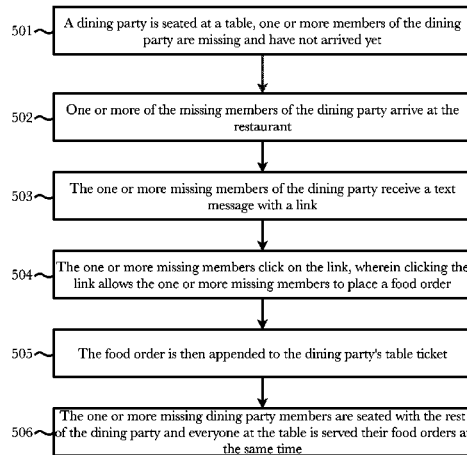 501
A dining party is seated at a table, one or more members of the dining
party are missing and have not arrived yet
502
One or more of the missing members of the dining party arrive at the
restaurant
503
The one or more missing members of the dining party receive a text
message with a link
504
The one or more missing members click on the link, wherein clicking the
link allows the one or more missing members to place a food order
505
The food order is then appended to the dining party's table ticket
506
The one or more missing dining party members are seated with the rest
of the dining party and everyone at the table is served their food orders at
the same time